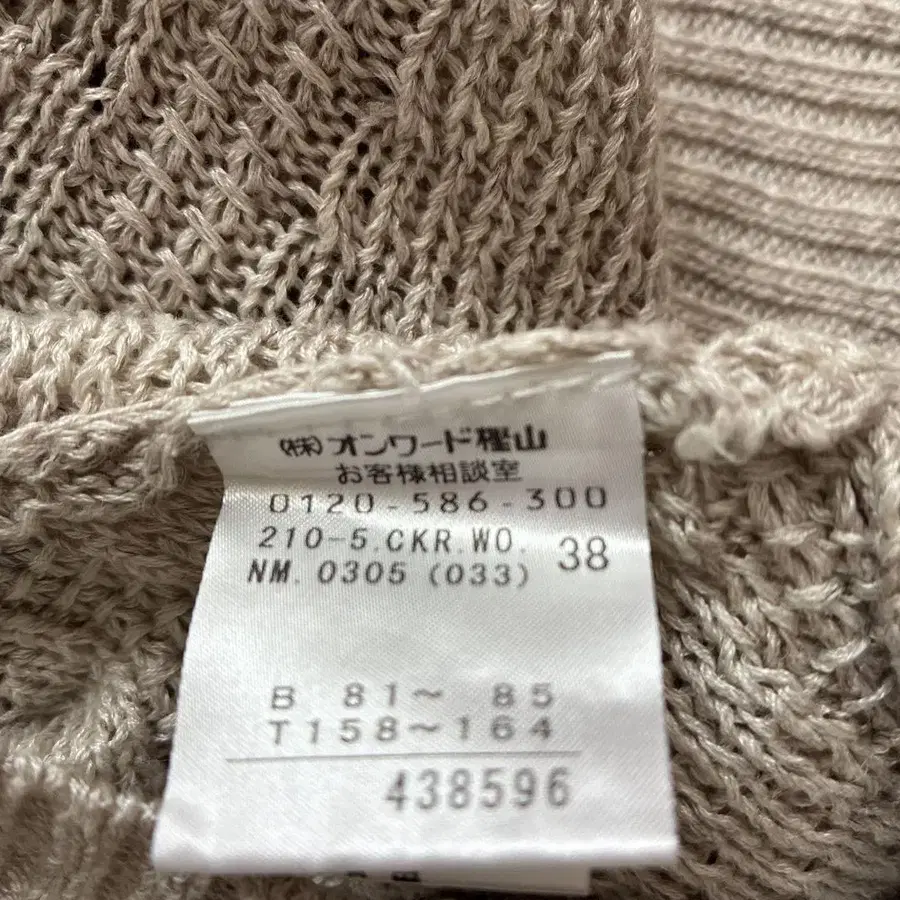 (株)オンワード樫山
お客様相談室
0120-586-300
210-5.CKR.WO. 38
NM. 0305 (033)
B 81〜 85
T158〜164
438596